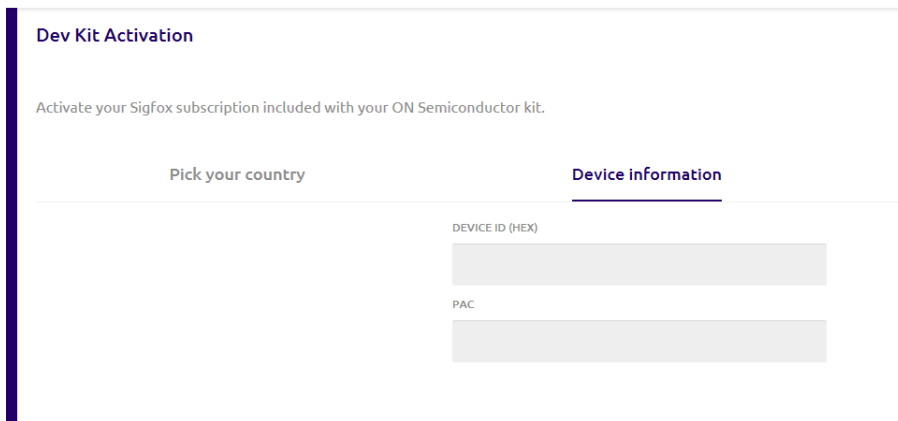 Dev Kit Activation
Activate your Sigfox subscription included with your ON Semiconductor kit.
Pick your country
Device information
DEVICE ID (HEX)
PAC